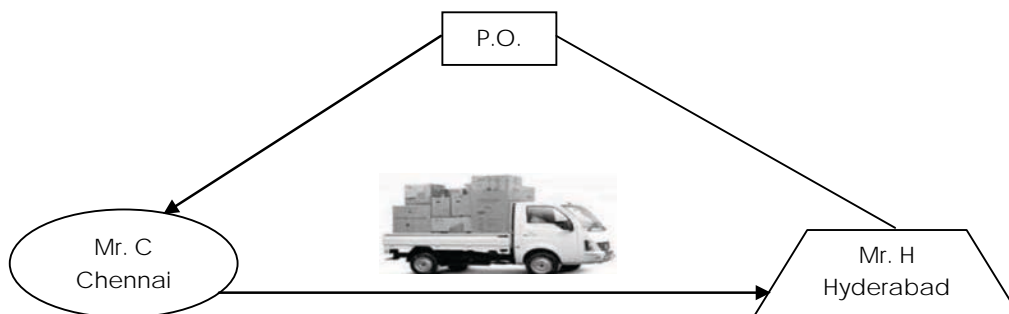 P.O.
Mr. C
Chennai
Mr. H
Hyderabad